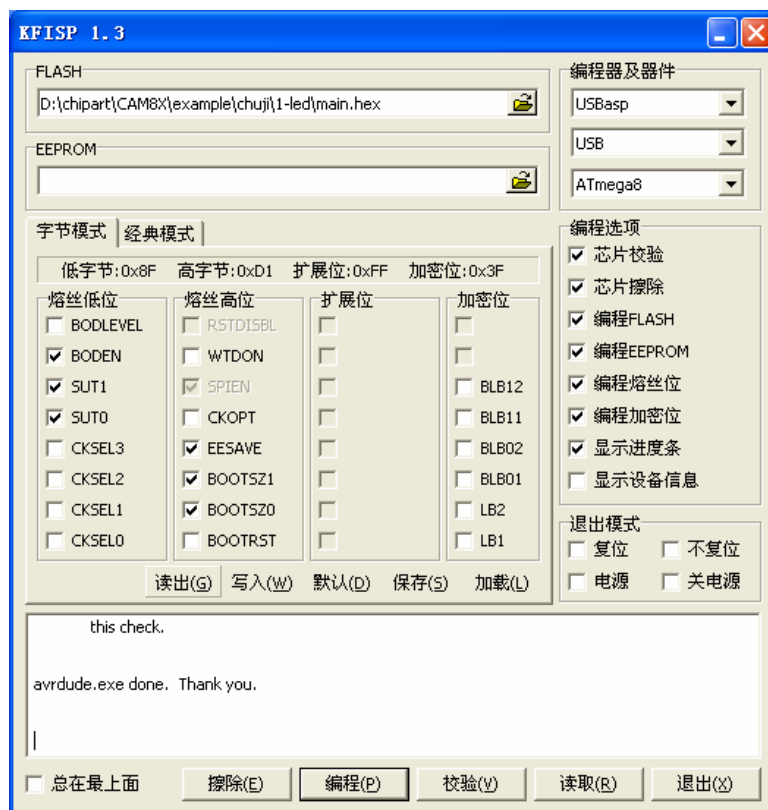 KFISP 1.3
FLASH
D:\chipart\CAM8X\example\chuji\1-led\main.hex
EEPROM
编程器及器件
USBasp
USB
ATmega8
字节模式 经典模式
低字节:0x8F 高字节:0xD1 扩展位:0xFF 加密位:0x3F
熔丝低位
BODLEVEL
BODEN
SUT1
SUT0
CKSEL3
CKSEL2
CKSEL1
CKSEL0
熔丝高位
RSTDISBL
WTDON
SPIEN
CKOPT
EESAVE
BOOTSZ1
BOOTSZ0
BOOTRST
扩展位
加密位
BLB12
BLB11
BLB02
BLB01
LB2
LB1
读出(G) 写入(W) 默认(D) 保存(S) 加载(L)
编程选项
芯片校验
芯片擦除
编程FLASH
编程EEPROM
编程熔丝位
编程加密位
显示进度条
显示设备信息
退出模式
复位 不复位
电源 关电源
this check.
avrdude.exe done. Thank you.
总在最上面 擦除(E) 编程(P) 校验(V) 读取(R) 退出(X)